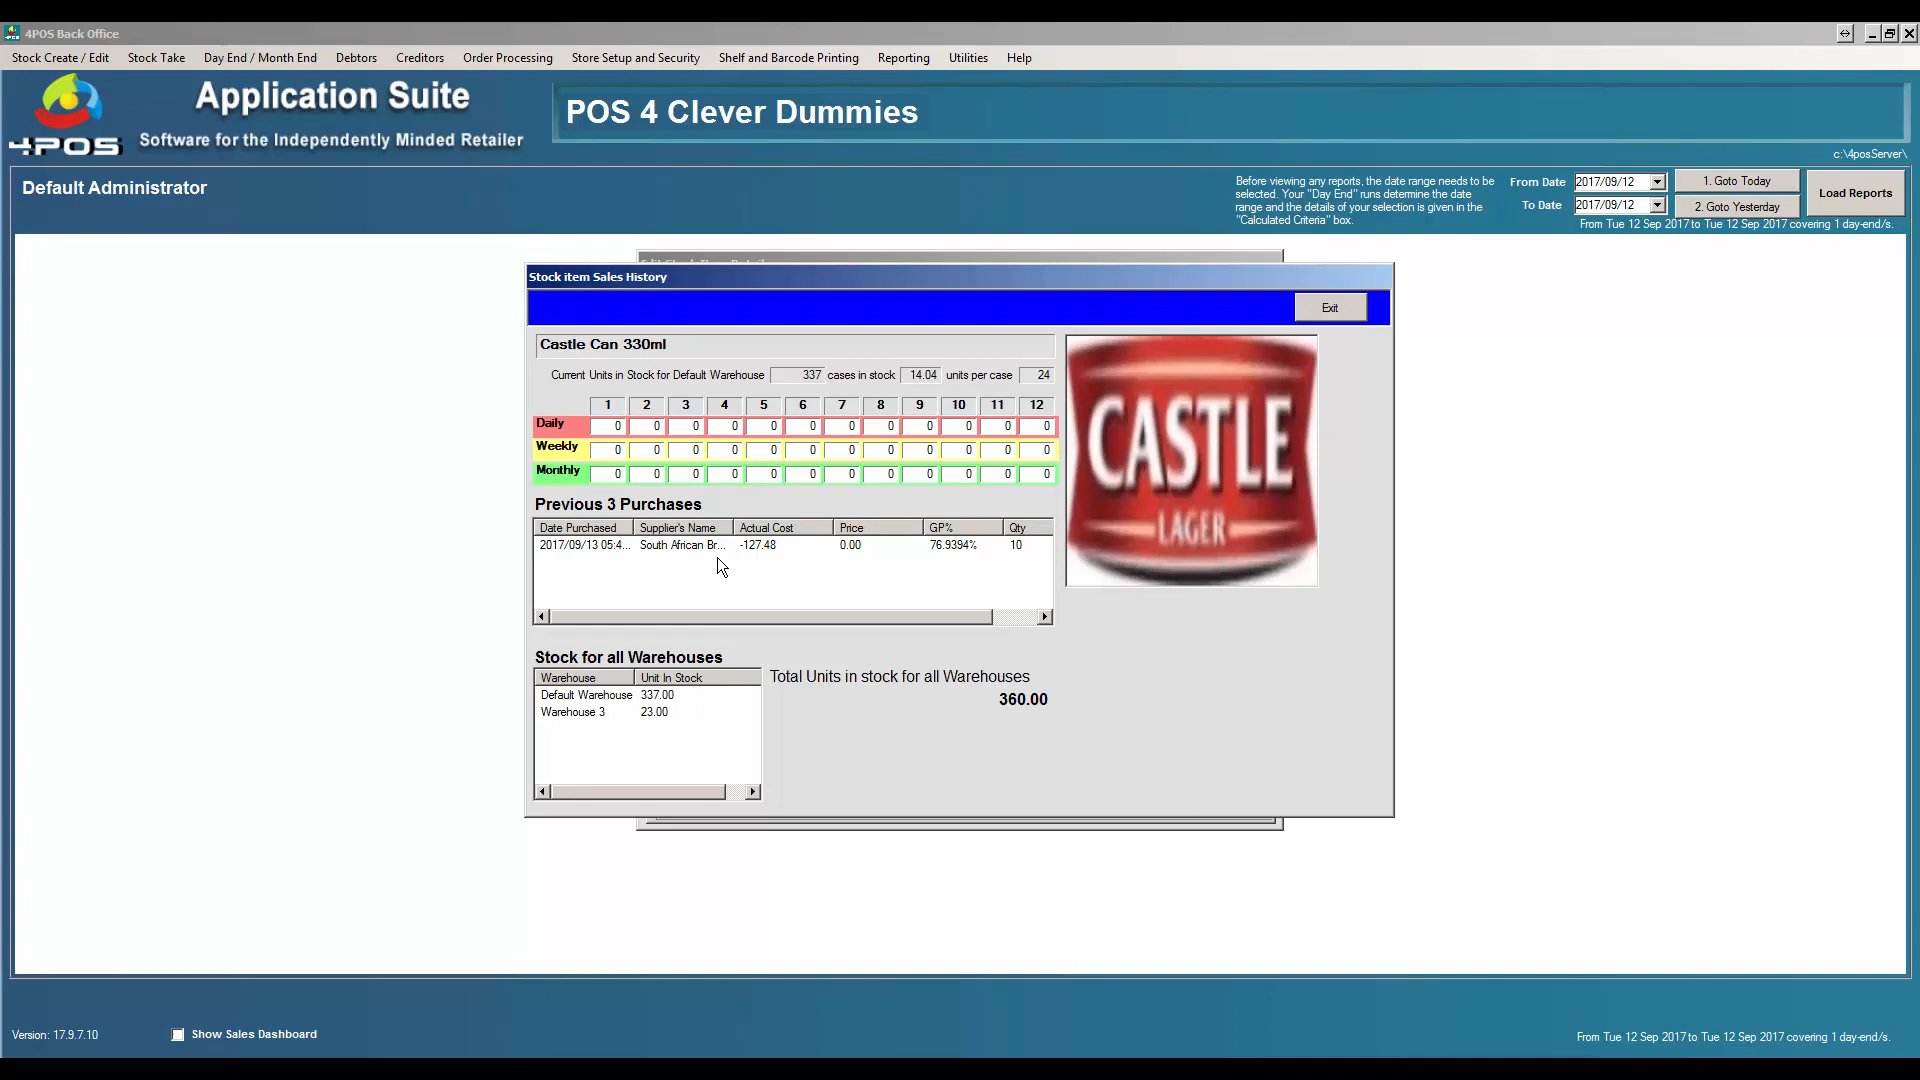 4POS Back Office
Stock Create / Edit Stock Take Day End / Month End Debtors Creditors Order Processing Store Setup and Security Shelf and Barcode Printing Reporting Utilities Help
4POS
Application Suite
Software for the Independently Minded Retailer
POS 4 Clever Dummies
c:\4posServer\
Default Administrator
Before viewing any reports, the date range needs to be
selected. Your "Day End" runs determine the date
range and the details of your selection is given in the
"Calculated Criteria" box.
From Date 2017/09/12 1. Goto Today
To Date 2017/09/12 2. Goto Yesterday
Load Reports
From Tue 12 Sep 2017 to Tue 12 Sep 2017 covering 1 day-end/s.
Stock item Sales History
Exit
Castle Can 330ml
Current Units in Stock for Default Warehouse 337 cases in stock 14.04 units per case 24
1 2 3 4 5 6 7 8 9 10 11 12
Daily 0 0 0 0 0 0 0 0 0 0 0 0
Weekly 0 0 0 0 0 0 0 0 0 0 0 0
Monthly 0 0 0 0 0 0 0 0 0 0 0 0
CASTLE
LAGER
Previous 3 Purchases
Date Purchased Supplier's Name Actual Cost Price GP% Qty
2017/09/13 05:4... South African Br... -127.48 0.00 76.9394% 10
Stock for all Warehouses
Warehouse Unit In Stock
Default Warehouse 337.00
Warehouse 3 23.00
Total Units in stock for all Warehouses
360.00
Version: 17.9.7.10
Show Sales Dashboard
From Tue 12 Sep 2017 to Tue 12 Sep 2017 covering 1 day-end/s.